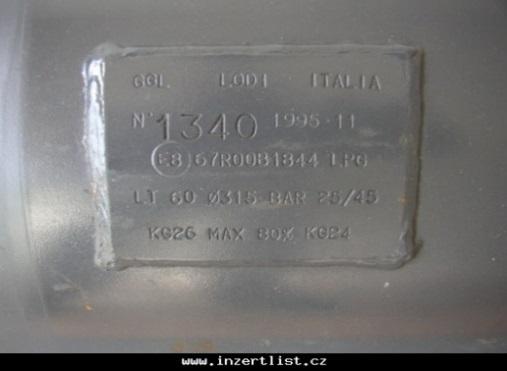 GGL LODI ITALIA
N° 1340 1995-11
E8 67R00B1844 LPG
LT 60 Ø315 BAR 25/45
KG26 MAX 80% KG24
www.inzertlist.cz